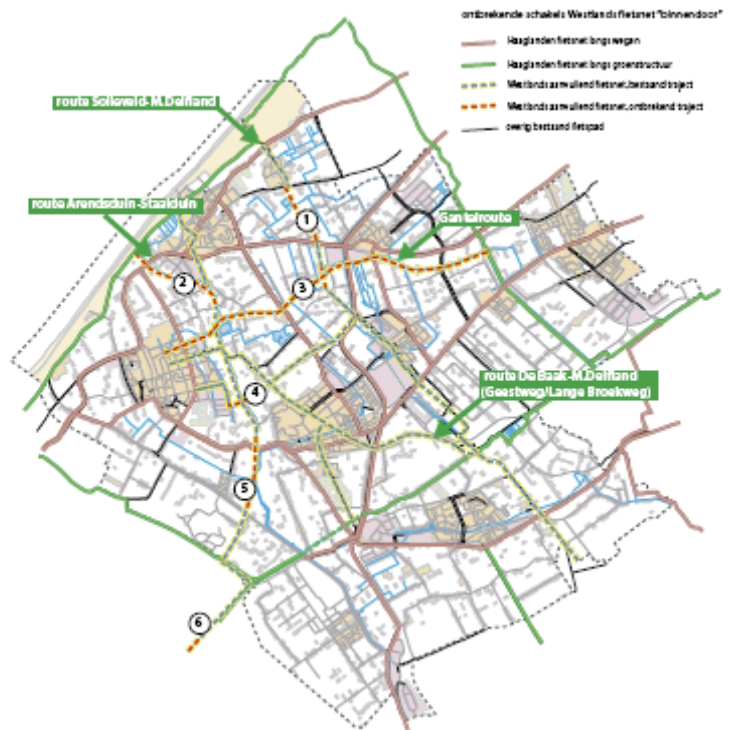 ontbrekende schakels Westlands fietsnet "binnendoor"
Haaglanden fietsnet langs wegen
Haaglanden fietsnet langs groenstructuur
Westlands aanvullend fietsnet, bestaand traject
Westlands aanvullend fietsnet, ontbrekend traject
overig bestaand fietspad
route Solleveld-M.Delfland
route Arendsduin-Staalduin
Gantelroute
1
2
3
route De Baak-M.Delfland
(Geestweg/Lange Broekweg)
4
5
6